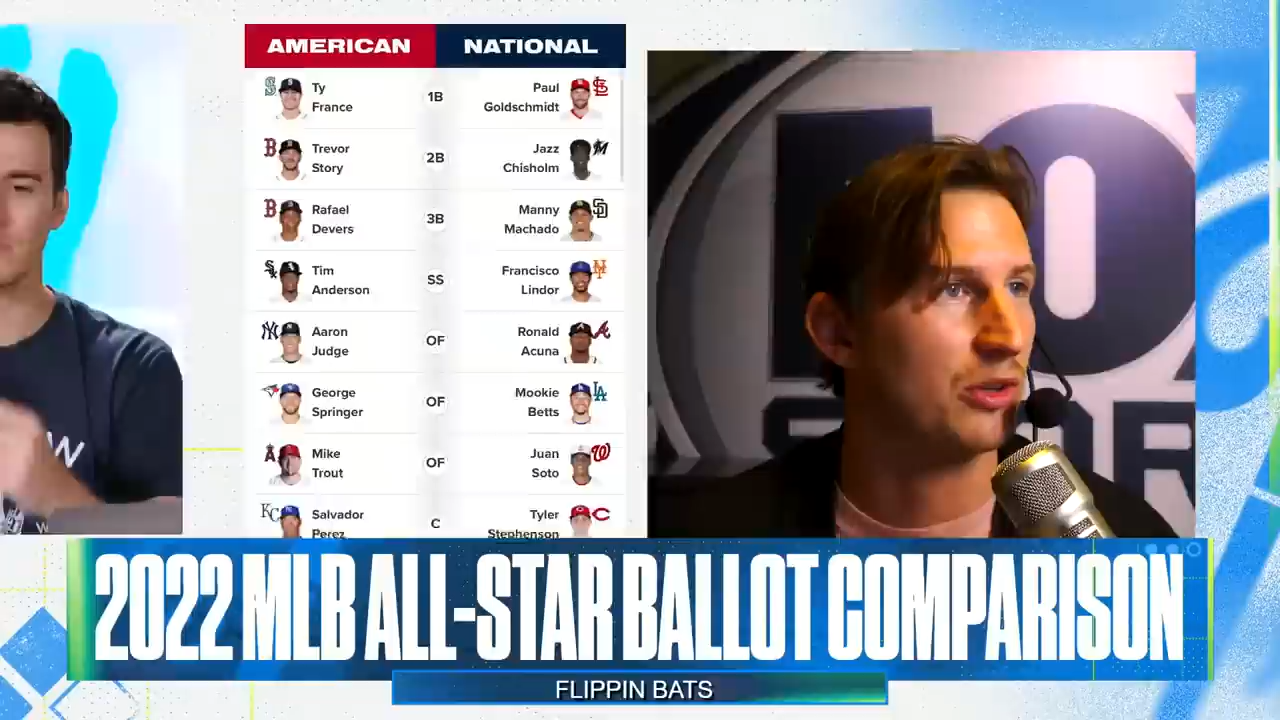 AMERICAN NATIONAL
Ty
France
1B
Paul
Goldschmidt
Trevor
Story
2B
Jazz
Chisholm
Rafael
Devers
3B
Manny
Machado
Tim
Anderson
SS
Francisco
Lindor
Aaron
Judge
OF
Ronald
Acuna
George
Springer
OF
Mookie
Betts
Mike
Trout
OF
Juan
Soto
Salvador
Perez
C
Tyler
Stephenson
2022 MLB ALL-STAR BALLOT COMPARISON
FLIPPIN BATS